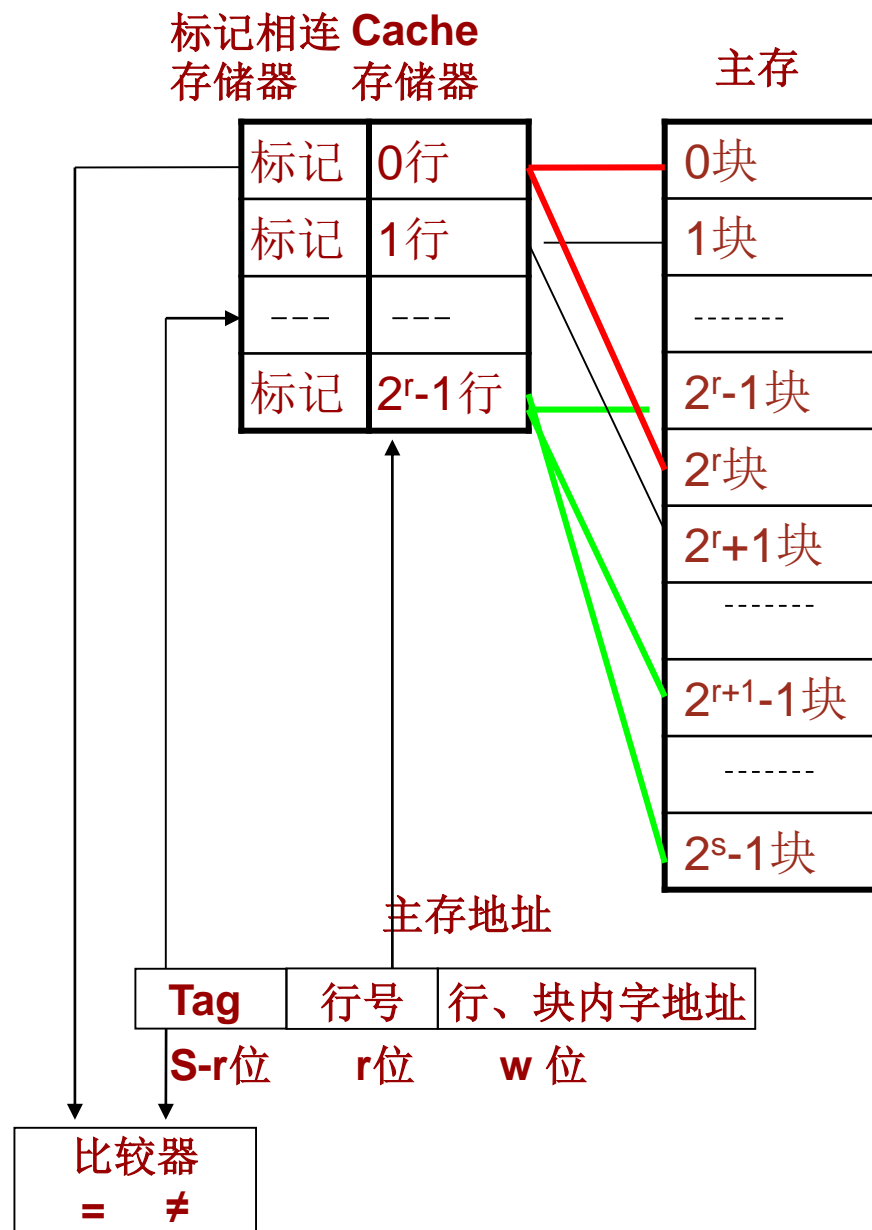 标记相连 Cache
存储器 存储器
主存
标记 0行
标记 1行
--- ---
标记 2ʳ-1行
0块
1块
-------
2ʳ-1块
2ʳ块
2ʳ+1块
-------
2ʳ⁺¹-1块
-------
2ˢ-1块
主存地址
Tag 行号 行、块内字地址
S-r位 r位 w 位
比较器
= ≠